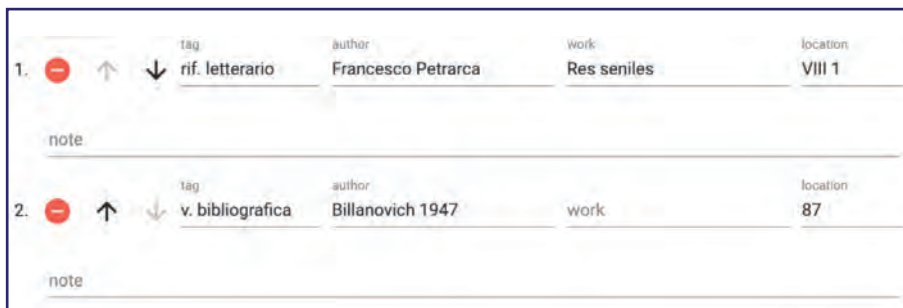 tag author work location
1. rif. letterario Francesco Petrarca Res seniles VIII 1
note
tag author location
2. v. bibliografica Billanovich 1947 work 87
note